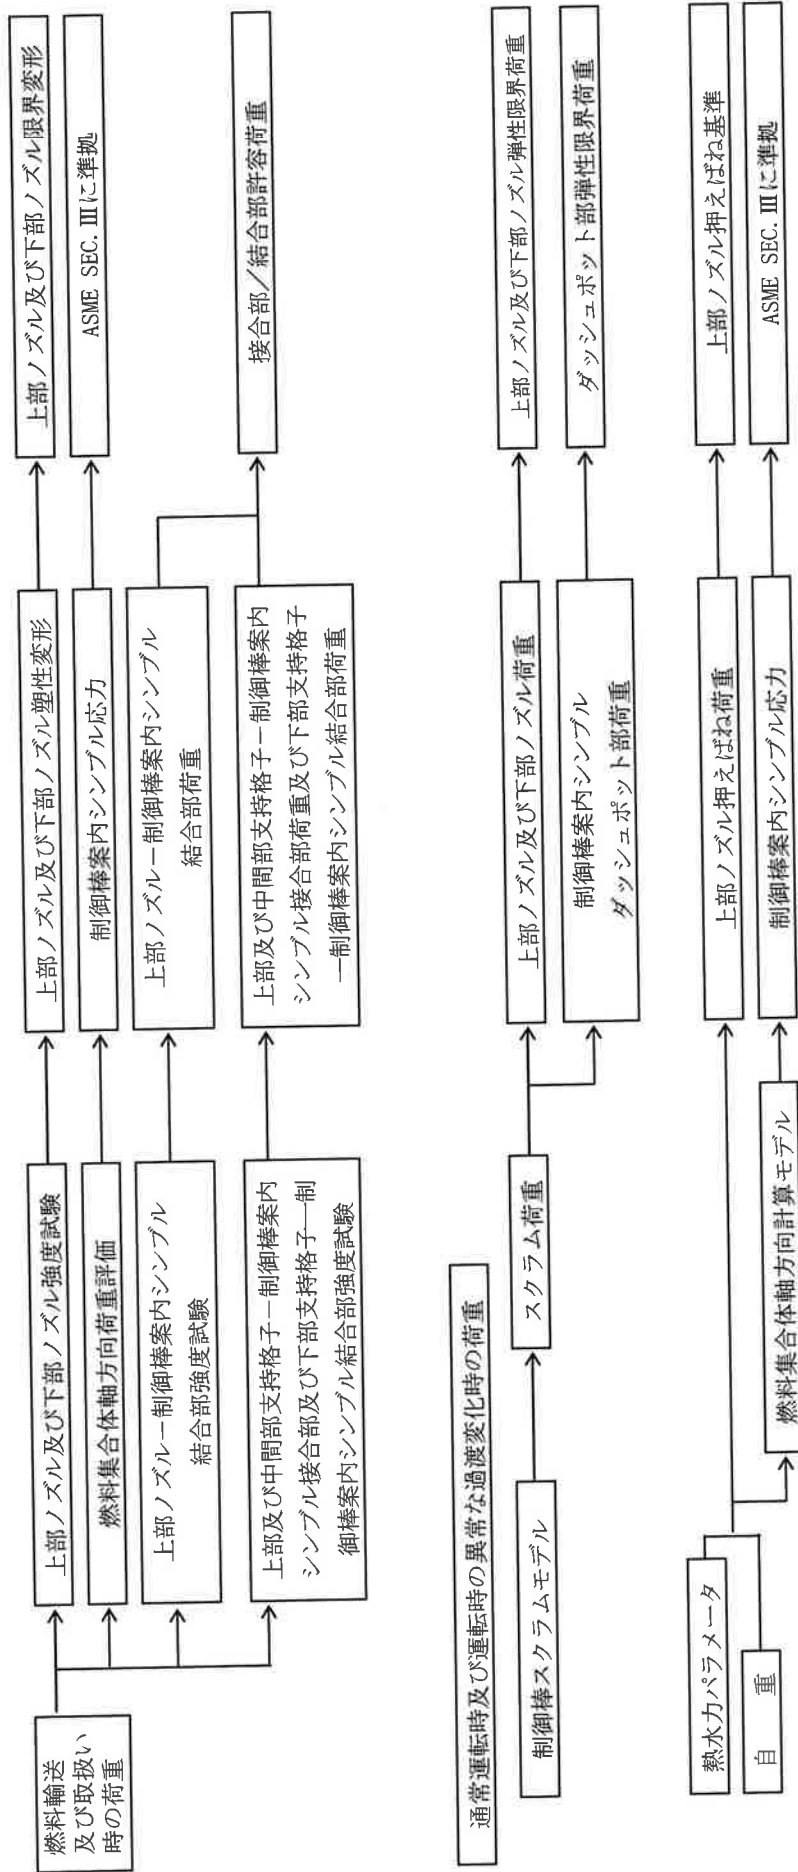 燃料輸送
及び取扱い
時の荷重
上部ノズル及び下部ノズル強度試験
上部ノズル及び下部ノズル塑性変形
上部ノズル及び下部ノズル限界変形
燃料集合体軸方向荷重評価
制御棒案内シンブル応力
ASME SEC. Ⅲに準拠
上部ノズル－制御棒案内シンブル
結合部強度試験
上部ノズル－制御棒案内シンブル
結合部荷重
上部及び中間部支持格子－制御棒案内
シンブル接合部及び下部支持格子―制
御棒案内シンブル結合部強度試験
上部及び中間部支持格子－制御棒案内
シンブル接合部荷重及び下部支持格子
―制御棒案内シンブル結合部荷重
接合部／結合部許容荷重
通常運転時及び運転時の異常な過渡変化時の荷重
制御棒スクラムモデル
スクラム荷重
上部ノズル及び下部ノズル荷重
上部ノズル及び下部ノズル弾性限界荷重
制御棒案内シンブル
ダッシュポット部荷重
ダッシュポット部弾性限界荷重
熱水力パラメータ
自　重
上部ノズル押えばね荷重
上部ノズル押えばね基準
燃料集合体軸方向計算モデル
制御棒案内シンブル応力
ASME SEC. Ⅲに準拠